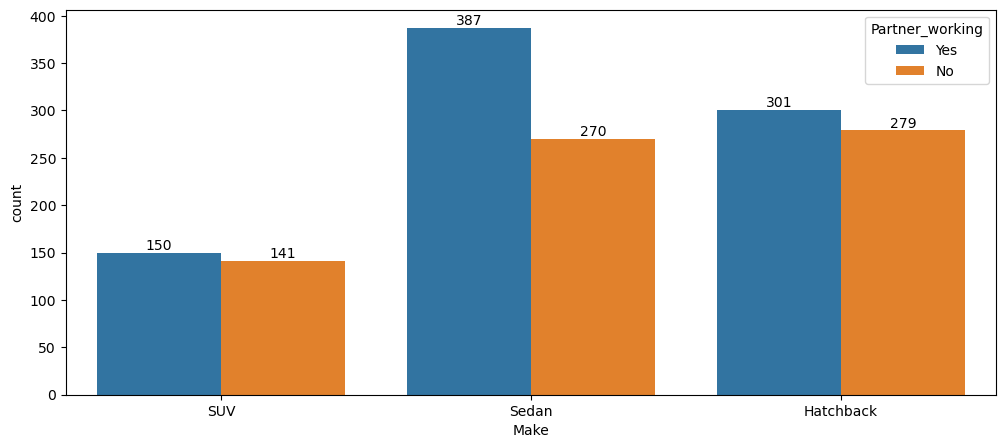 Partner_working
Yes
No
count
400
350
300
250
200
150
100
50
0
150
141
387
270
301
279
SUV
Sedan
Hatchback
Make